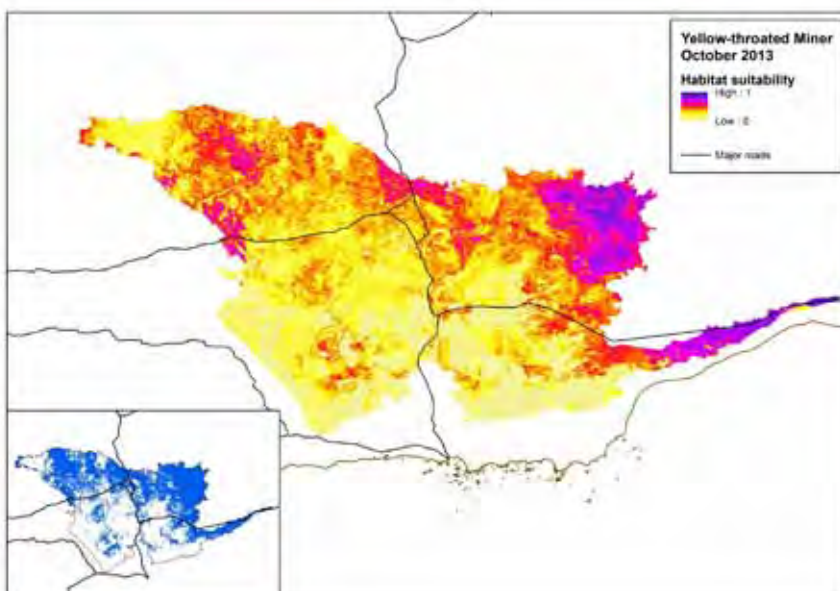 Yellow-throated Miner
October 2013
Habitat suitability
High : 1
Low : 0
Major roads